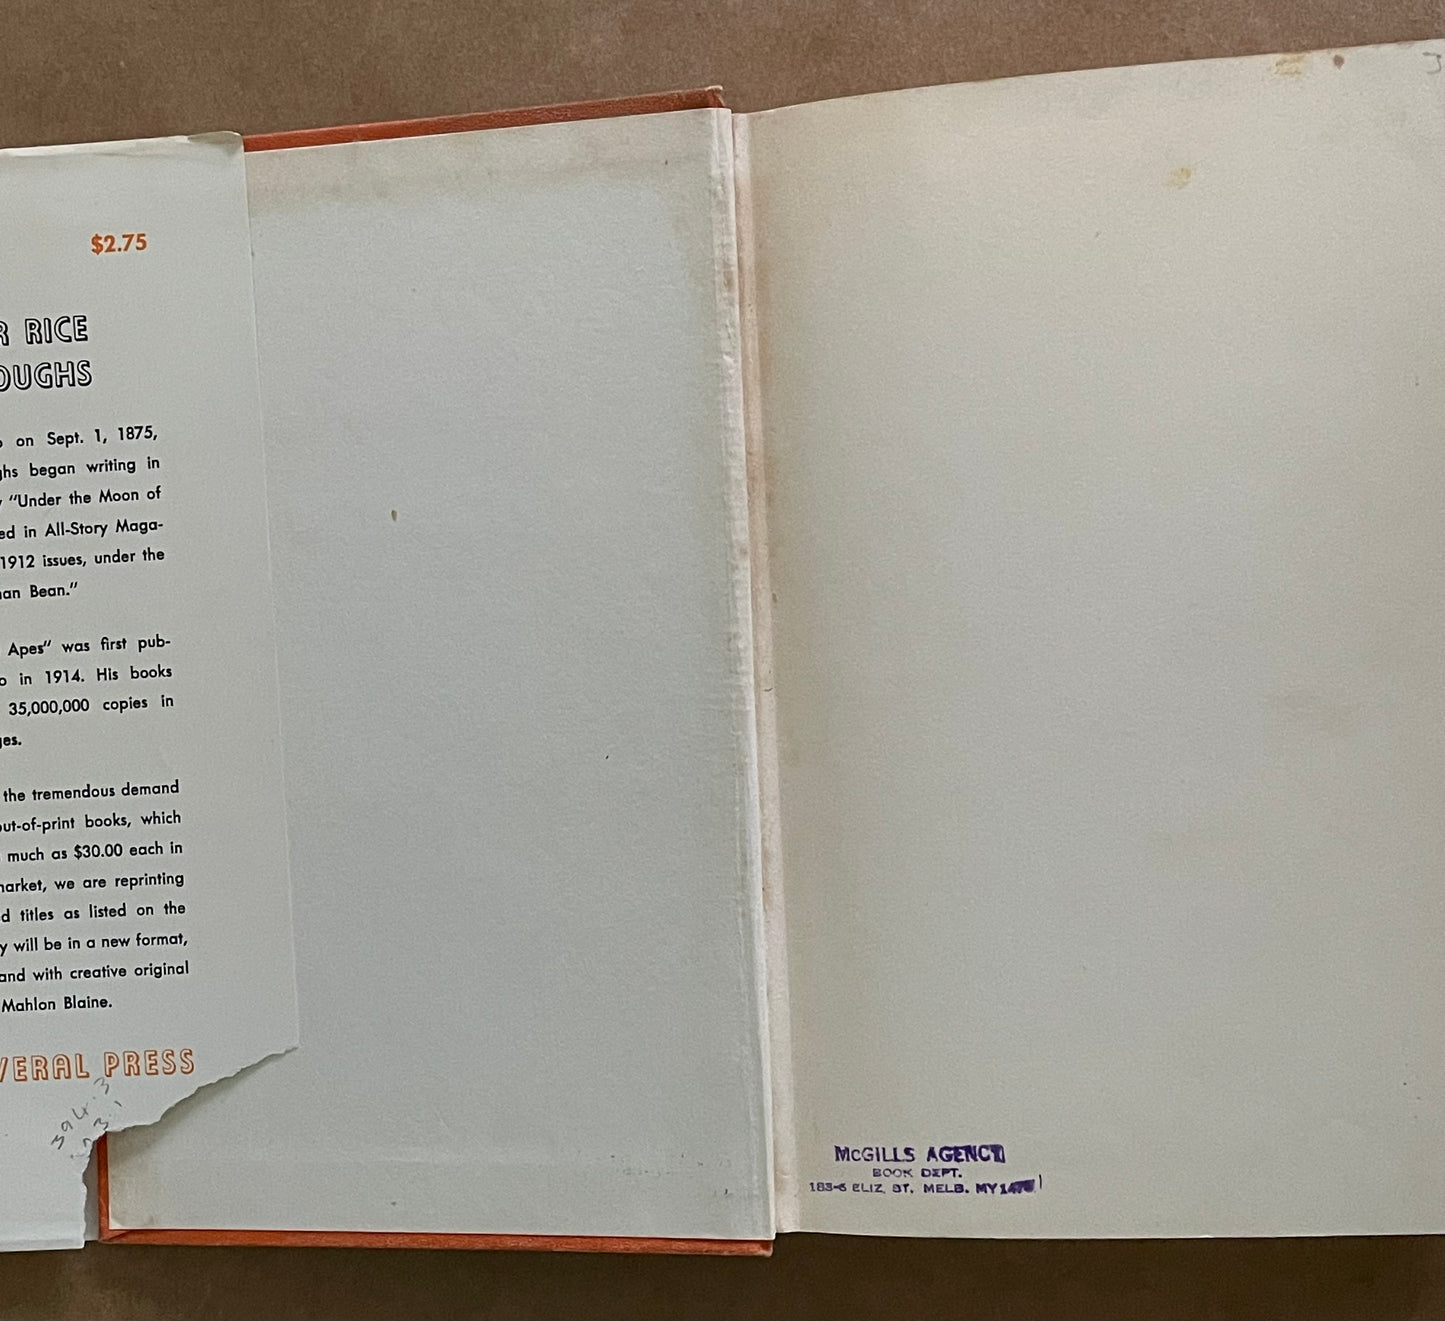 $2.75
R RICE
OUGHS
on Sept. 1, 1875,
ghs began writing in
"Under the Moon of
ed in All-Story Maga-
1912 issues, under the
an Bean."
Apes" was first pub-
o in 1914. His books
35,000,000 copies in
ges.
the tremendous demand
out-of-print books, which
much as $30.00 each in
market, we are reprinting
d titles as listed on the
y will be in a new format,
and with creative original
Mahlon Blaine.
VERAL PRESS
McGILLS AGENCY
BOOK DEPT.
183-5 ELIZ. ST. MELB. MY